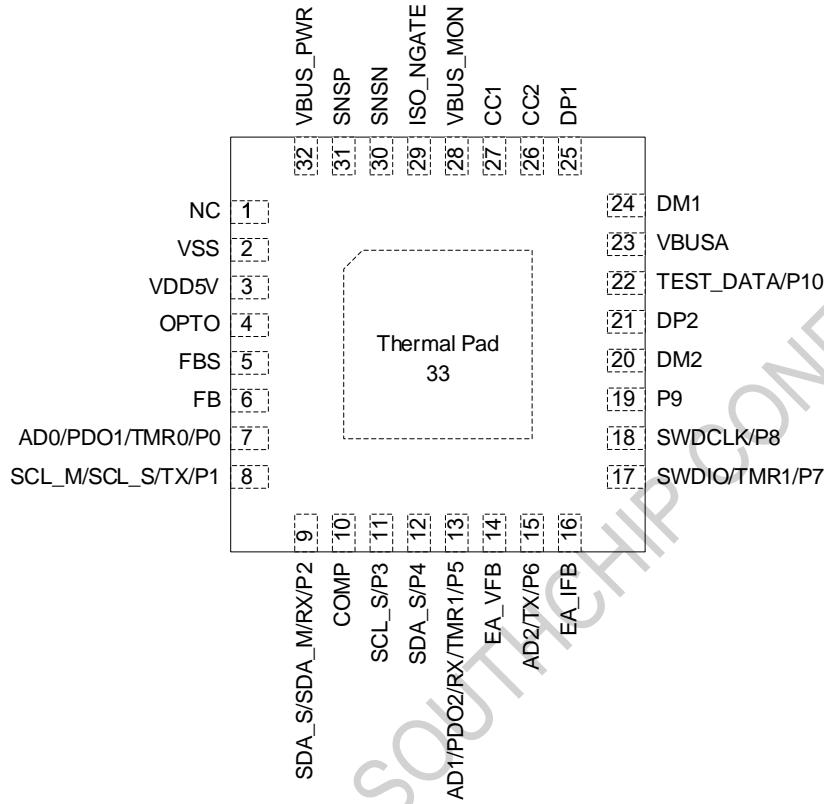 VBUS_PWR
SNSP
SNSN
ISO_NGATE
VBUS_MON
CC1
CC2
DP1
32
31
30
29
28
27
26
25
NC 1
VSS 2
VDD5V 3
OPTO 4
FBS 5
FB 6
AD0/PDO1/TMR0/P0 7
SCL_M/SCL_S/TX/P1 8
Thermal Pad
33
24 DM1
23 VBUSA
22 TEST_DATA/P10
21 DP2
20 DM2
19 P9
18 SWDCLK/P8
17 SWDIO/TMR1/P7
9
10
11
12
13
14
15
16
SDA_S/SDA_M/RX/P2
COMP
SCL_S/P3
SDA_S/P4
AD1/PDO2/RX/TMR1/P5
EA_VFB
AD2/TX/P6
EA_IFB
SOUTHCHIP CONF